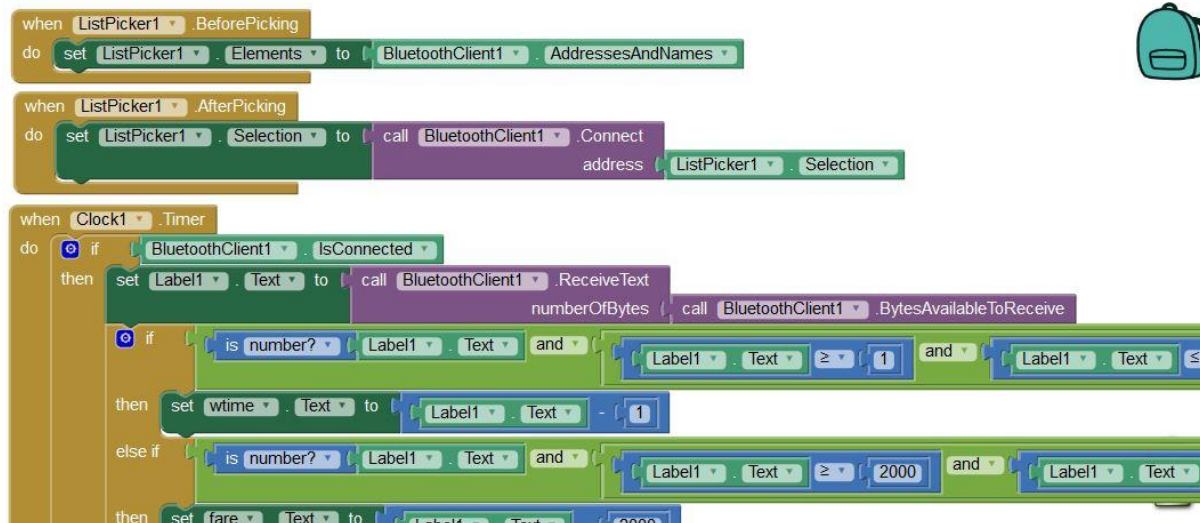 when ListPicker1 .BeforePicking
do set ListPicker1 . Elements to BluetoothClient1 . AddressesAndNames
when ListPicker1 .AfterPicking
do set ListPicker1 . Selection to call BluetoothClient1 .Connect
address ListPicker1 . Selection
when Clock1 .Timer
do if BluetoothClient1 . IsConnected
then set Label1 . Text to call BluetoothClient1 .ReceiveText
numberOfBytes call BluetoothClient1 .BytesAvailableToReceive
if is number? Label1 . Text and Label1 . Text ≥ 1 and Label1 . Text ≤
then set wtime . Text to Label1 . Text - 1
else if is number? Label1 . Text and Label1 . Text ≥ 2000 and Label1 . Text
then set fare . Text to Label1 . Text 2000